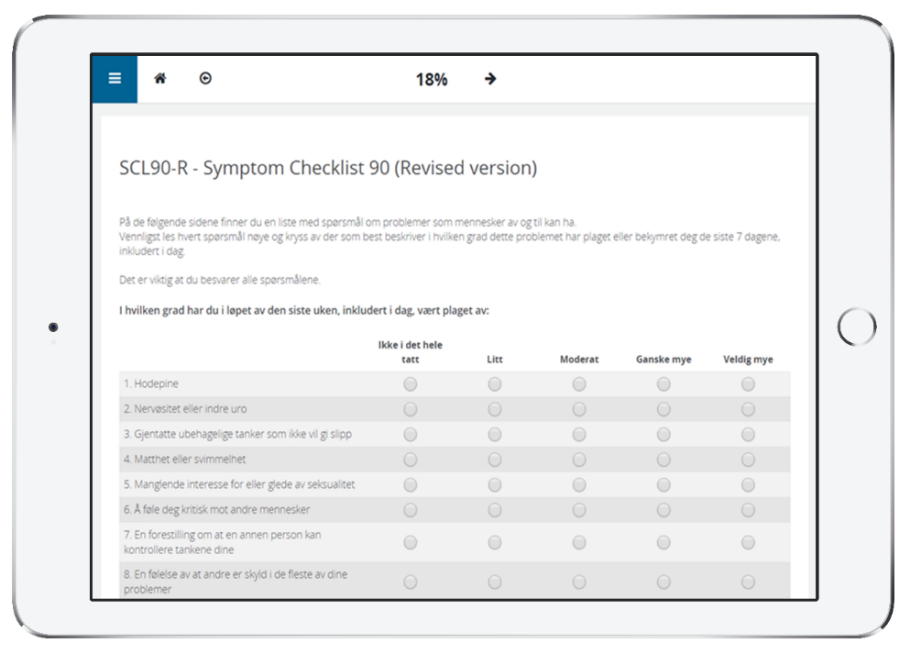 18%
SCL90-R - Symptom Checklist 90 (Revised version)
På de følgende sidene finner du en liste med spørsmål om problemer som mennesker av og til kan ha.
Vennligst les hvert spørsmål nøye og kryss av der som best beskriver i hvilken grad dette problemet har plaget eller bekymret deg de siste 7 dagene,
inkludert i dag.
Det er viktig at du besvarer alle spørsmålene.
I hvilken grad har du i løpet av den siste uken, inkludert i dag, vært plaget av:
Ikke i det hele
tatt Litt Moderat Ganske mye Veldig mye
1. Hodepine
2. Nervøsitet eller indre uro
3. Gjentatte ubehagelige tanker som ikke vil gi slipp
4. Matthet eller svimmelhet
5. Manglende interesse for eller glede av seksualitet
6. Å føle deg kritisk mot andre mennesker
7. En forestilling om at en annen person kan
kontrollere tankene dine
8. En følelse av at andre er skyld i de fleste av dine
problemer